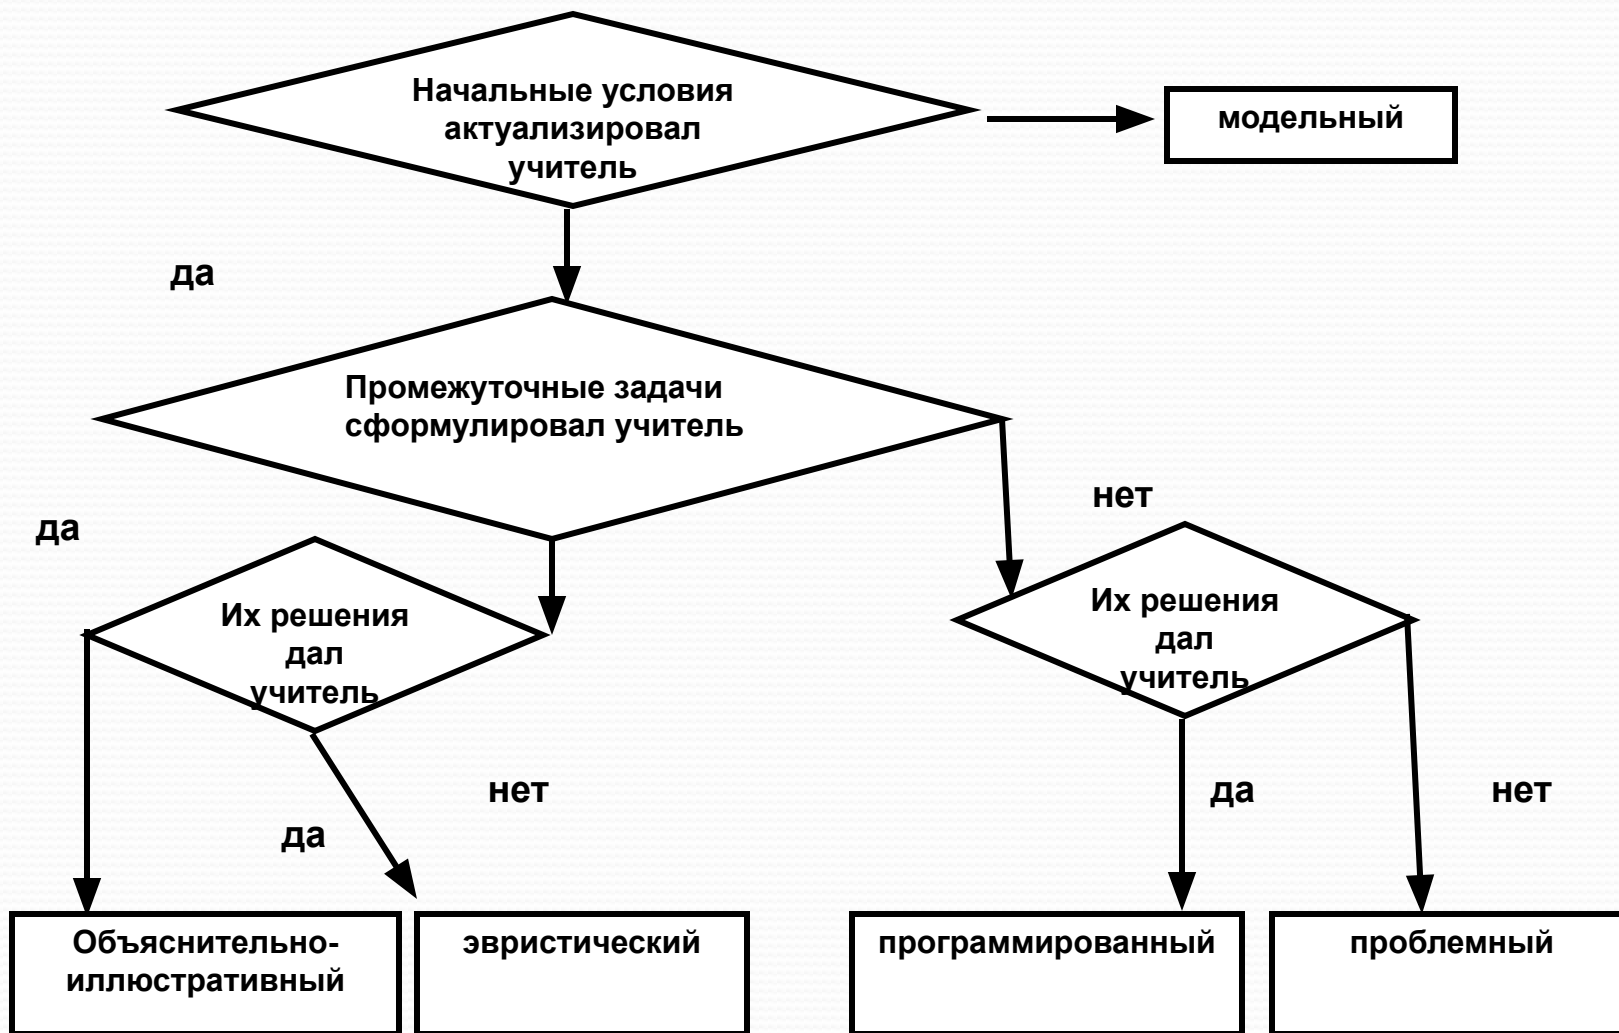 Начальные условия
актуализировал
учитель
модельный
да
Промежуточные задачи
сформулировал учитель
нет
да
Их решения
дал
учитель
Их решения
дал
учитель
нет
да
да
нет
Объяснительно-
иллюстративный
эвристический
программированный
проблемный